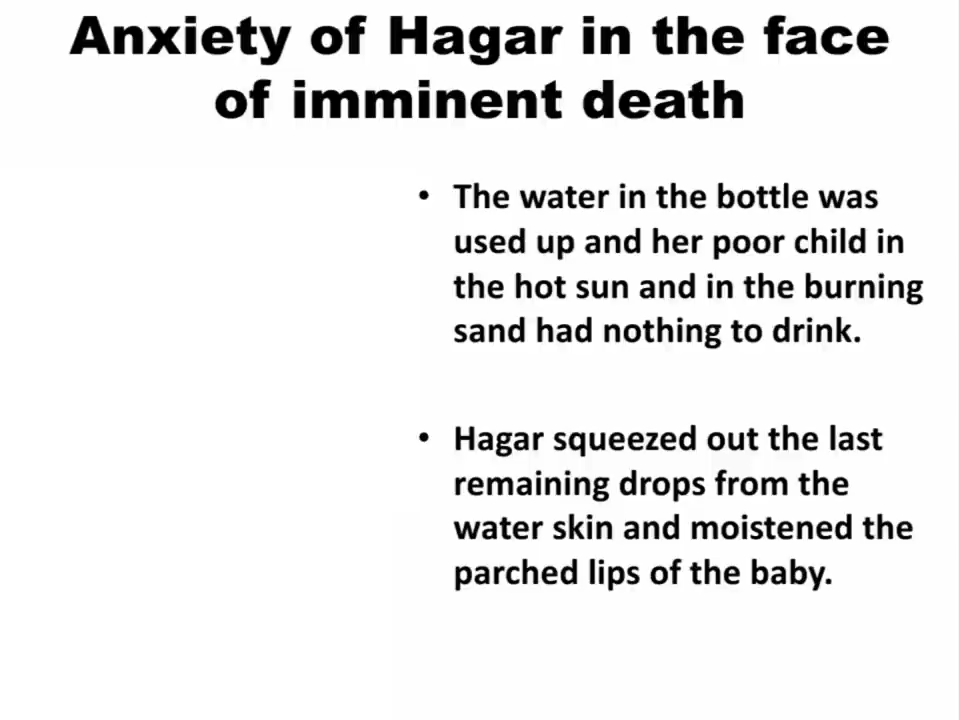 Anxiety of Hagar in the face
of imminent death
• The water in the bottle was
used up and her poor child in
the hot sun and in the burning
sand had nothing to drink.
• Hagar squeezed out the last
remaining drops from the
water skin and moistened the
parched lips of the baby.